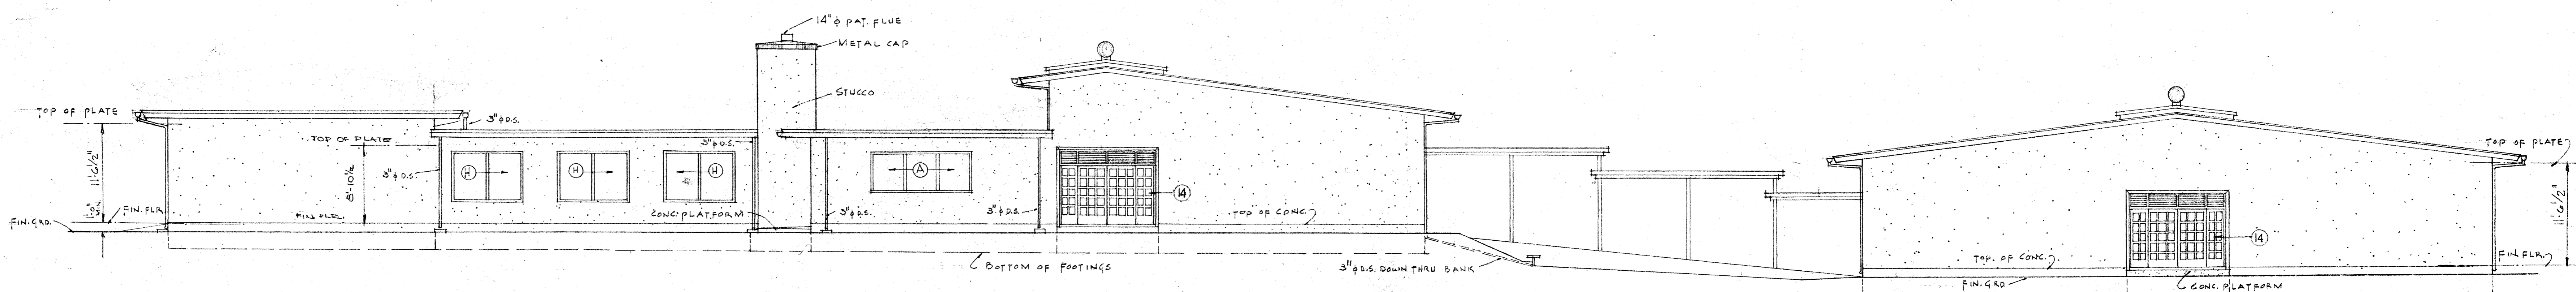 14" ϕ PAT. FLUE
METAL CAP
STUCCO
TOP OF PLATE
3" ϕ D.S.
TOP OF PLATE
3" ϕ D.S.
11'-6 1/2"
8'-10 1/2
3" ϕ D.S.
H
H
H
A
14
1'-0"
MIN.
FIN. FLR.
FIN. FLR.
FIN. GRD.
CONC. PLATFORM
3" ϕ D.S.
3" ϕ D.S.
TOP OF CONC.
BOTTOM OF FOOTINGS
3" ϕ D.S. DOWN THRU BANK
TOP OF PLATE
11'-6 1/2"
14
TOP. OF CONC.
FIN. FLR.
FIN. GRD
CONC. PLATFORM